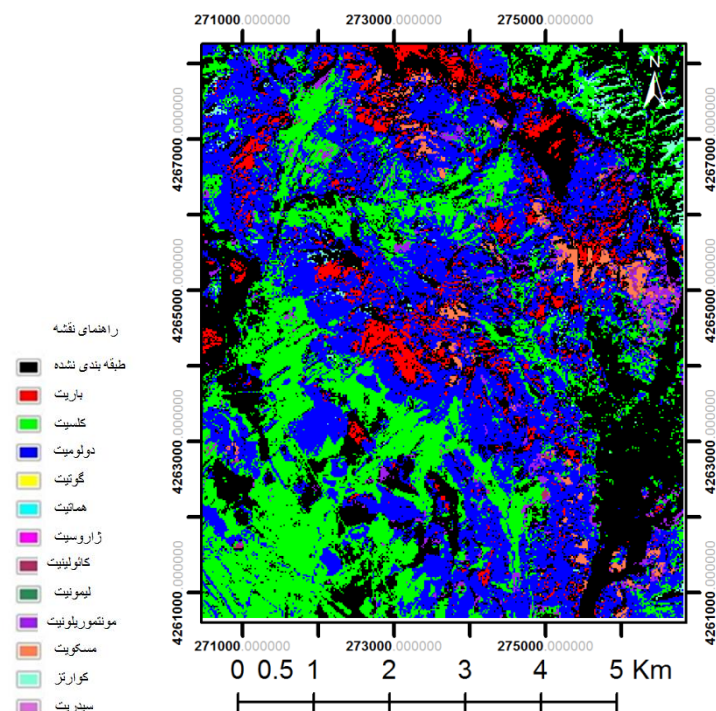 271000.000000 273000.000000 275000.000000
N
4267000.000000 4267000.000000
4265000.000000 4265000.000000
4263000.000000 4263000.000000
4261000.000000 4261000.000000
271000.000000 273000.000000 275000.000000
0 0.5 1 2 3 4 5 Km
راهنمای نقشه
طبقه بندی نشده
باریت
کلسیت
دولومیت
گوتیت
هماتیت
ژاروسیت
کائولینیت
لیمونیت
مونتموریلونیت
مسکویت
کوارتز
سیدریت